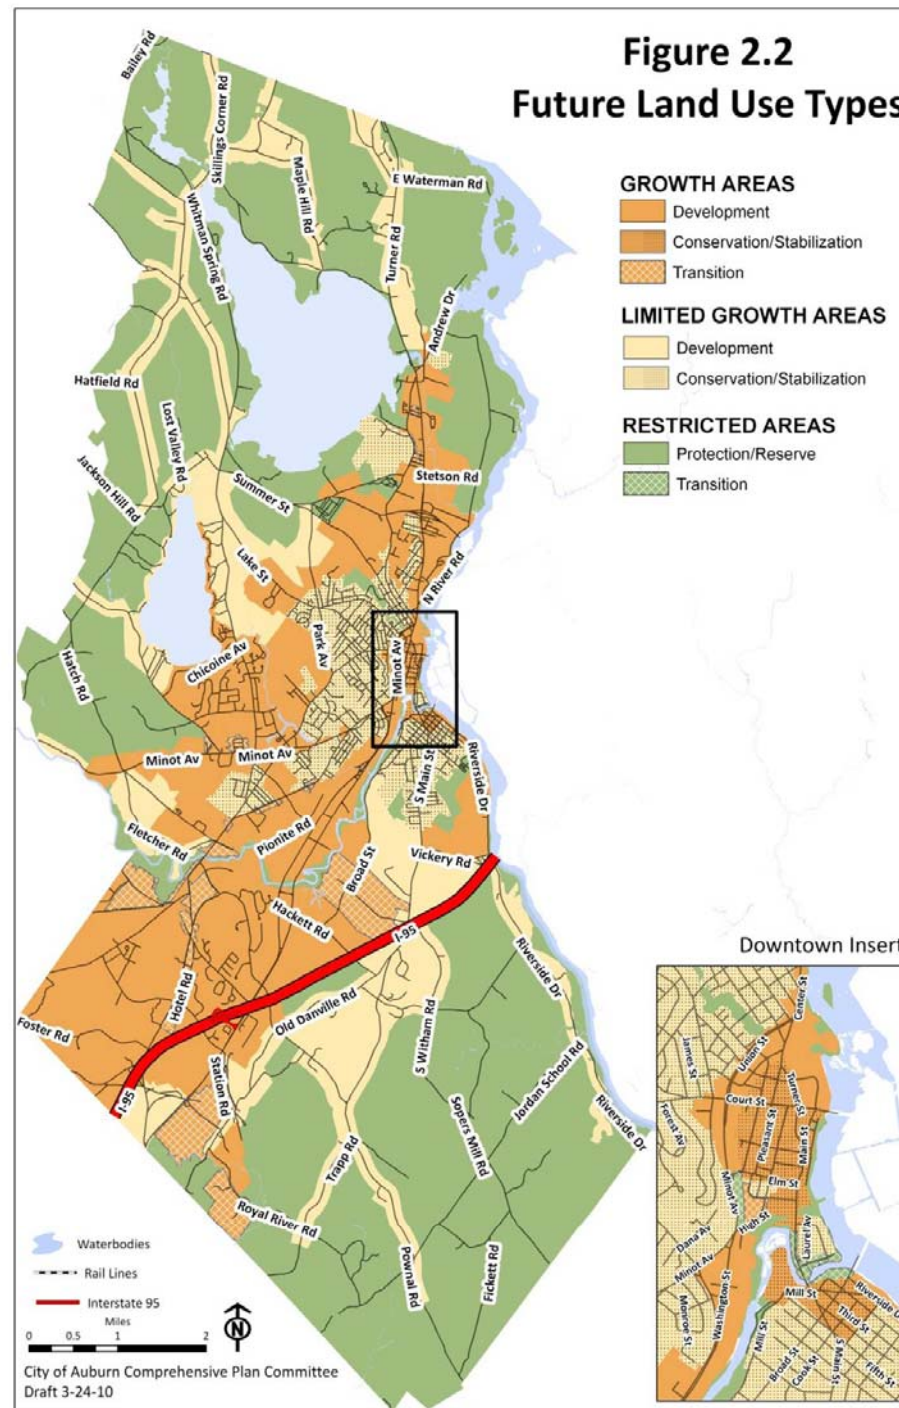 Figure 2.2
Future Land Use Types
GROWTH AREAS
Development
Conservation/Stabilization
Transition
LIMITED GROWTH AREAS
Development
Conservation/Stabilization
RESTRICTED AREAS
Protection/Reserve
Transition
Bailey Rd
Skillings Corner Rd
Maple Hill Rd
E Waterman Rd
Whitman Spring Rd
Turner Rd
Andrew Dr
Hatfield Rd
Lost Valley Rd
Jackson Hill Rd
Summer St
Stetson Rd
Lake St
N River Rd
Park Av
Minot Av
Chicoine Av
Hatch Rd
Minot Av
Minot Av
S Main St
Riverside Dr
Fletcher Rd
Pionite Rd
Broad St
Vickery Rd
Hackett Rd
I-95
Riverside Dr
Hotel Rd
Old Danville Rd
Foster Rd
S Witham Rd
Station Rd
Jordan School Rd
I-95
Sopers Mill Rd
Riverside Dr
Trapp Rd
Royal River Rd
Pownal Rd
Fickett Rd
Downtown Insert
Center St
Union St
James St
Turner St
Court St
Pleasant St
Main St
Forest Av
Elm St
Minot Av
High St
Laurel Av
Dana Av
Minot Av
Washington St
Mill St
Riverside D
Third St
Monroe St
Mill St
Broad St
Cook St
S Main St
Fifth St
Waterbodies
Rail Lines
Interstate 95
Miles
0 0.5 1 2
N
City of Auburn Comprehensive Plan Committee
Draft 3-24-10